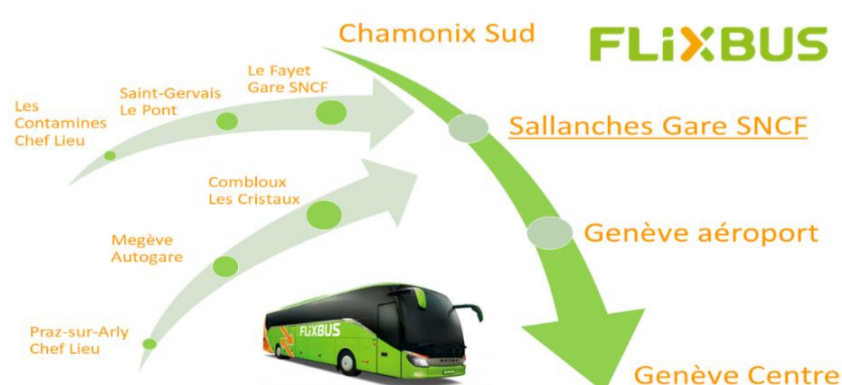 Chamonix Sud
FLiXBUS
Le Fayet
Gare SNCF
Saint-Gervais
Le Pont
Les
Contamines
Chef Lieu
Sallanches Gare SNCF
Combloux
Les Cristaux
Genève aéroport
Megève
Autogare
FLiXBUS
Praz-sur-Arly
Chef Lieu
Genève Centre